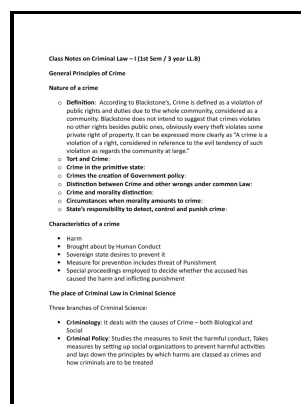 Class Notes on Criminal Law – I (1st Sem / 3 year LL.B)
General Principles of Crime
Nature of a crime
o Definition: According to Blackstone's, Crime is defined as a violation of
public rights and duties due to the whole community, considered as a
community. Blackstone does not intend to suggest that crimes violates
no other rights besides public ones, obviously every theft violates some
private right of property. It can be expressed more clearly as "A crime is a
violation of a right, considered in reference to the evil tendency of such
violation as regards the community at large."
o Tort and Crime:
o Crime in the primitive state:
o Crimes the creation of Government policy:
o Distinction between Crime and other wrongs under common Law:
o Crime and morality distinction:
o Circumstances when morality amounts to crime:
o State's responsibility to detect, control and punish crime:
Characteristics of a crime
• Harm
• Brought about by Human Conduct
• Sovereign state desires to prevent it
• Measure for prevention includes threat of Punishment
• Special proceedings employed to decide whether the accused has
caused the harm and inflicting punishment
The place of Criminal Law in Criminal Science
Three branches of Criminal Science:
• Criminology: It deals with the causes of Crime – both Biological and
Social
• Criminal Policy: Studies the measures to limit the harmful conduct, Takes
measures by setting up social organizations to prevent harmful activities
and lays down the principles by which harms are classed as crimes and
how criminals are to be treated